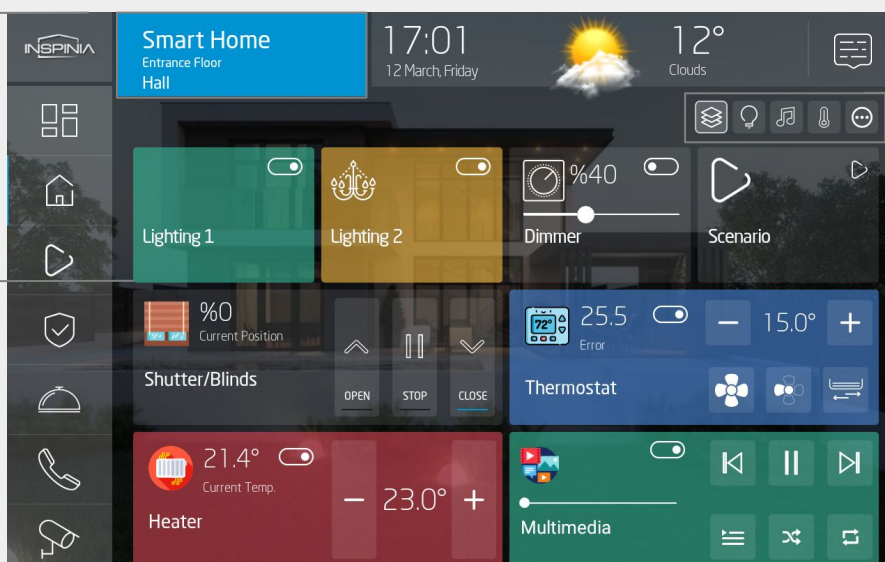 INSPINIA
Smart Home
Entrance Floor
Hall
17:01
12 March, Friday
12°
Clouds
Lighting 1
Lighting 2
%40
Dimmer
Scenario
%0
Current Position
Shutter/Blinds
OPEN
STOP
CLOSE
72°
25.5
Error
15.0°
Thermostat
21.4°
Current Temp.
23.0°
Heater
Multimedia